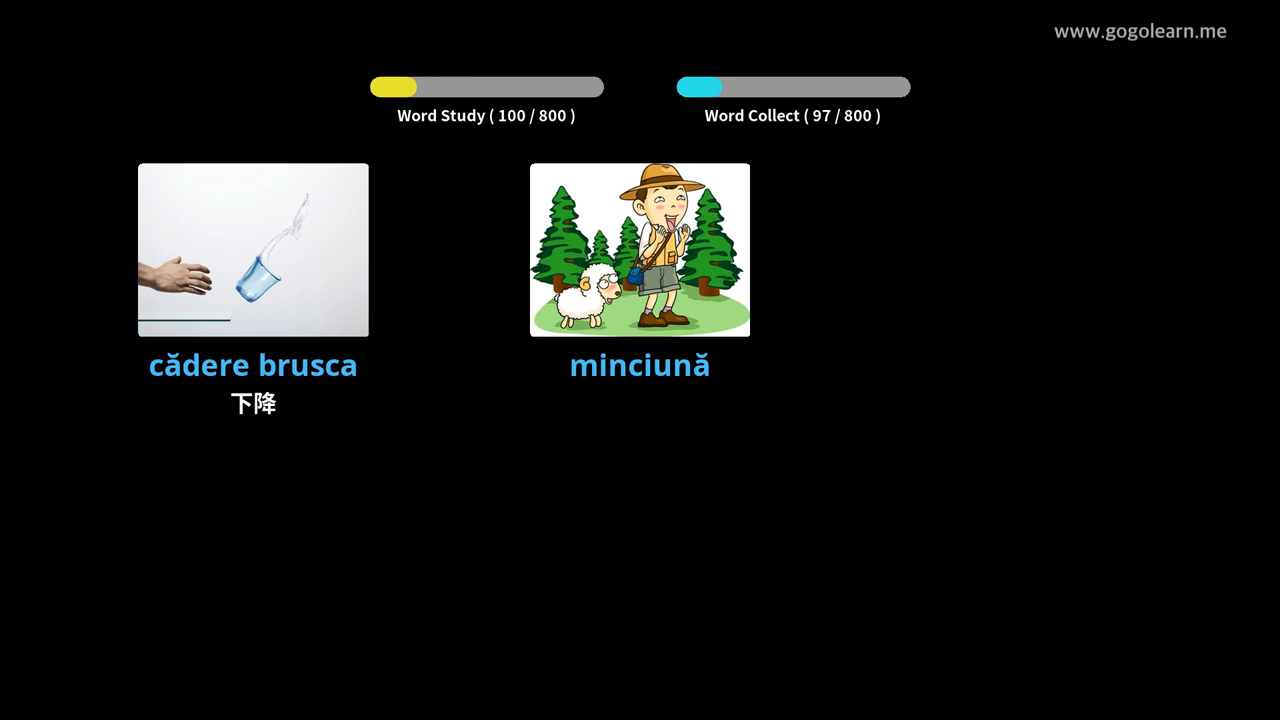 www.gogolearn.me
Word Study ( 100 / 800 )
Word Collect ( 97 / 800 )
cădere brusca
下降
minciună